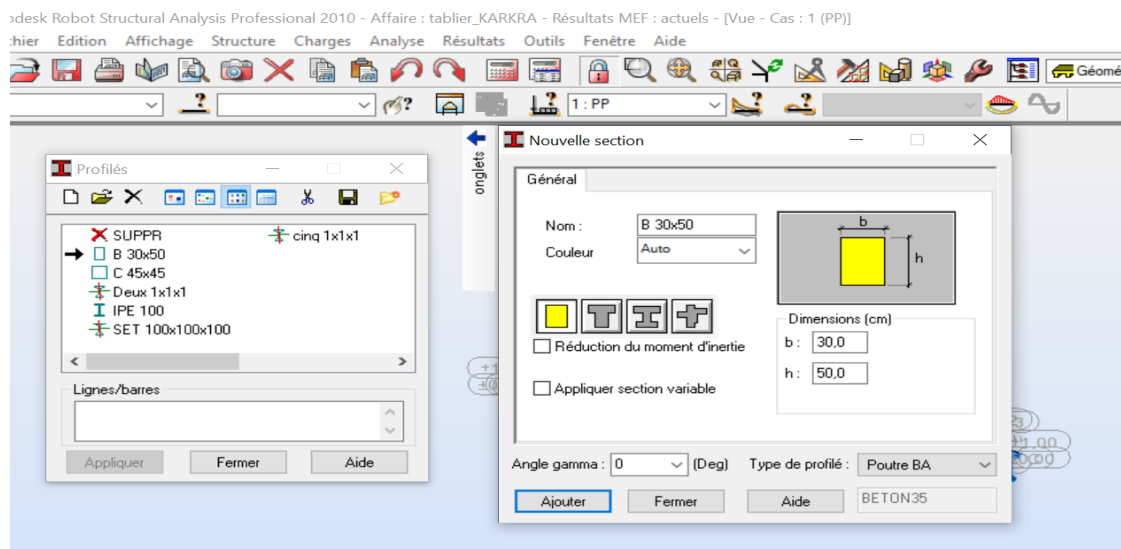 odesk Robot Structural Analysis Professional 2010 - Affaire : tablier_KARKRA - Résultats MEF : actuels - [Vue - Cas : 1 (PP)]
hier Edition Affichage Structure Charges Analyse Résultats Outils Fenêtre Aide
Géomé
1 : PP
onglets
Profilés
SUPPR
cinq 1x1x1
B 30x50
C 45x45
Deux 1x1x1
IPE 100
SET 100x100x100
Lignes/barres
Appliquer Fermer Aide
Nouvelle section
Général
Nom : B 30x50
Couleur Auto
b
h
Réduction du moment d'inertie
Appliquer section variable
Dimensions (cm)
b : 30,0
h : 50,0
Angle gamma : 0 (Deg) Type de profilé : Poutre BA
Ajouter Fermer Aide BETON35